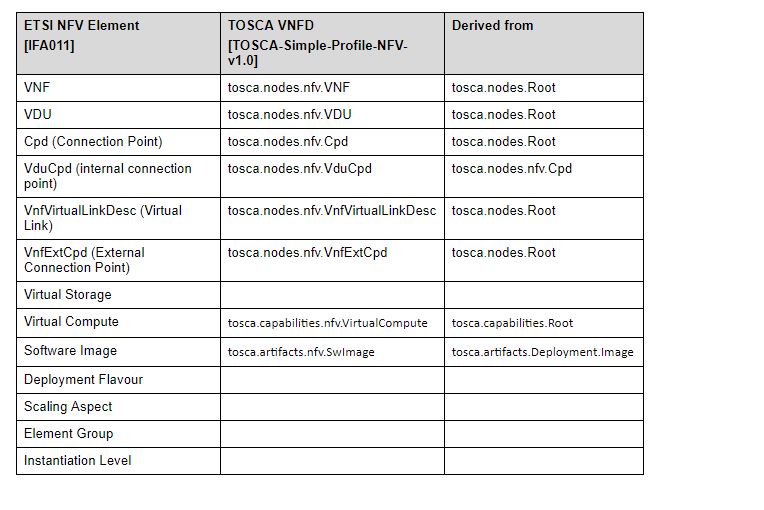 ETSI NFV Element
[IFA011]
TOSCA VNFD
[TOSCA-Simple-Profile-NFV-
v1.0]
Derived from
VNF
tosca.nodes.nfv.VNF
tosca.nodes.Root
VDU
tosca.nodes.nfv.VDU
tosca.nodes.Root
Cpd (Connection Point)
tosca.nodes.nfv.Cpd
tosca.nodes.Root
VduCpd (internal connection
point)
tosca.nodes.nfv.VduCpd
tosca.nodes.nfv.Cpd
VnfVirtualLinkDesc (Virtual
Link)
tosca.nodes.nfv.VnfVirtualLinkDesc
tosca.nodes.Root
VnfExtCpd (External
Connection Point)
tosca.nodes.nfv.VnfExtCpd
tosca.nodes.Root
Virtual Storage
Virtual Compute
tosca.capabilities.nfv.VirtualCompute
tosca.capabilities.Root
Software Image
tosca.artifacts.nfv.SwImage
tosca.artifacts.Deployment.Image
Deployment Flavour
Scaling Aspect
Element Group
Instantiation Level